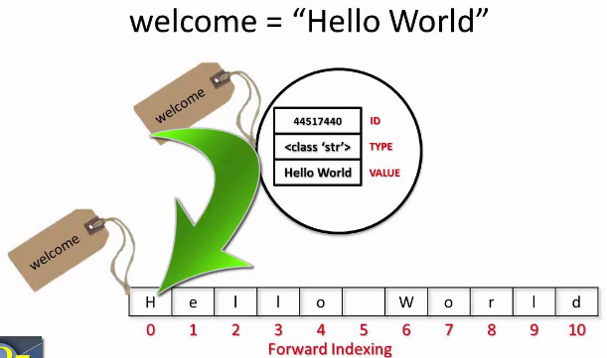 welcome = “Hello World”
welcome
44517440 ID
<class ‘str’> TYPE
Hello World VALUE
welcome
H e l l o W o r l d
0 1 2 3 4 5 6 7 8 9 10
Forward Indexing